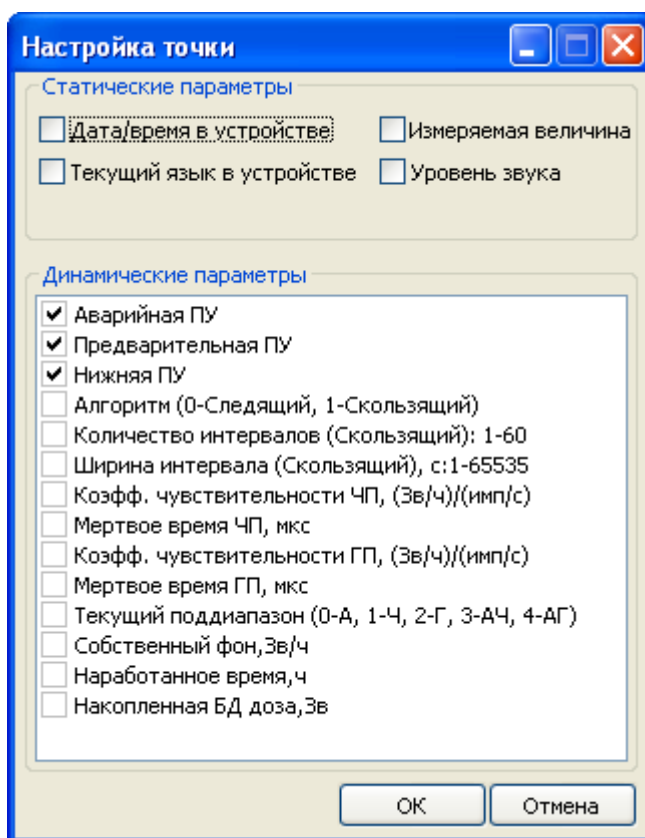 Настройка точки
Статические параметры
Дата/время в устройстве Измеряемая величина
Текущий язык в устройстве Уровень звука
Динамические параметры
Аварийная ПУ
Предварительная ПУ
Нижняя ПУ
Алгоритм (0-Следящий, 1-Скользящий)
Количество интервалов (Скользящий): 1-60
Ширина интервала (Скользящий), с:1-65535
Коэфф. чувствительности ЧП, (Зв/ч)/(имп/с)
Мертвое время ЧП, мкс
Коэфф. чувствительности ГП, (Зв/ч)/(имп/с)
Мертвое время ГП, мкс
Текущий поддиапазон (0-А, 1-Ч, 2-Г, 3-АЧ, 4-АГ)
Собственный фон,Зв/ч
Наработанное время,ч
Накопленная БД доза,Зв
ОК Отмена